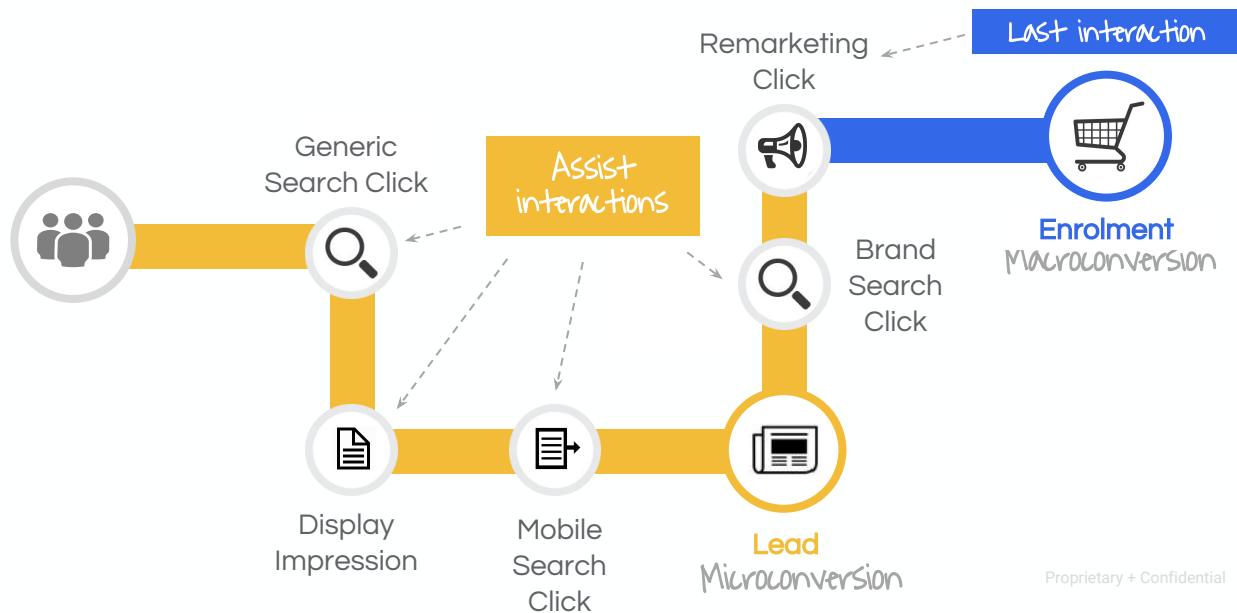 Last interaction
Remarketing
Click
Generic
Search Click
Assist
interactions
Enrolment
Macroconversion
Brand
Search
Click
Display
Impression
Mobile
Search
Click
Lead
Microconversion
Proprietary + Confidential